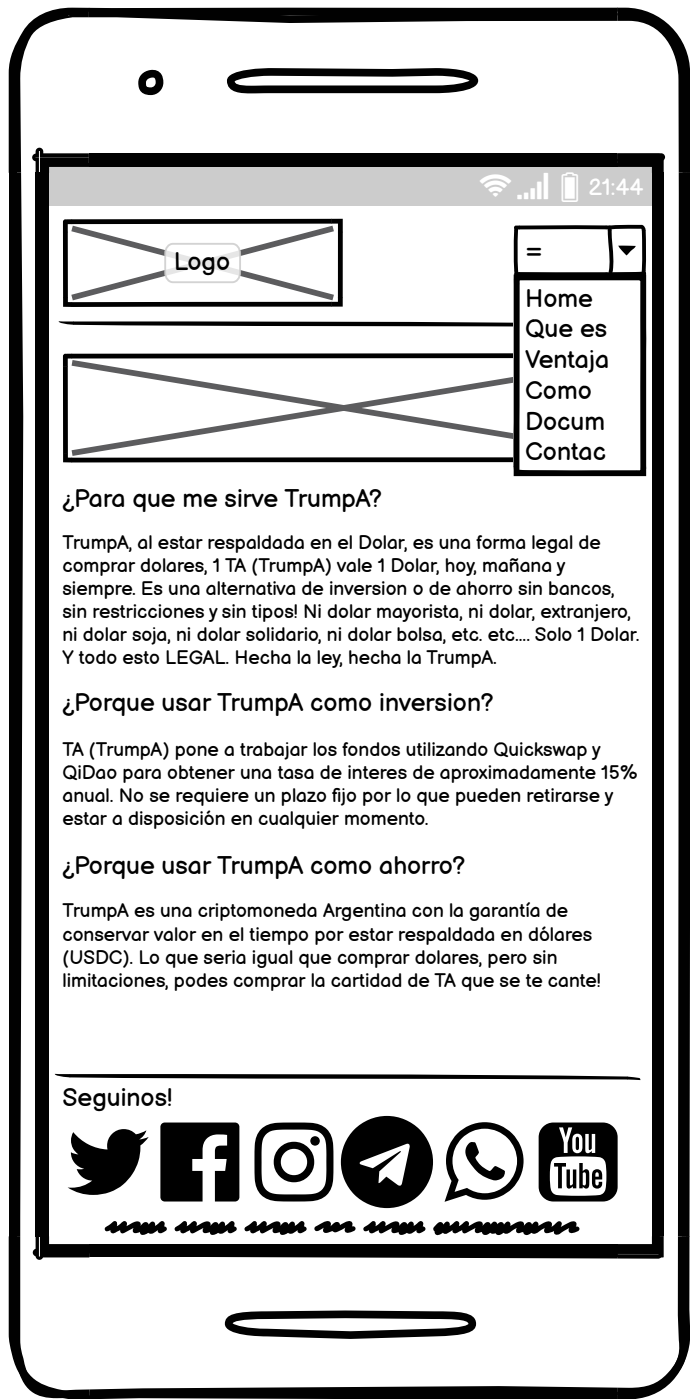 21:44
Logo
=
Home
Que es
Ventaja
Como
Docum
Contac
¿Para que me sirve TrumpA?
TrumpA, al estar respaldada en el Dolar, es una forma legal de
comprar dolares, 1 TA (TrumpA) vale 1 Dolar, hoy, mañana y
siempre. Es una alternativa de inversion o de ahorro sin bancos,
sin restricciones y sin tipos! Ni dolar mayorista, ni dolar, extranjero,
ni dolar soja, ni dolar solidario, ni dolar bolsa, etc. etc.... Solo 1 Dolar.
Y todo esto LEGAL. Hecha la ley, hecha la TrumpA.
¿Porque usar TrumpA como inversion?
TA (TrumpA) pone a trabajar los fondos utilizando Quickswap y
QiDao para obtener una tasa de interes de aproximadamente 15%
anual. No se requiere un plazo fijo por lo que pueden retirarse y
estar a disposición en cualquier momento.
¿Porque usar TrumpA como ahorro?
TrumpA es una criptomoneda Argentina con la garantía de
conservar valor en el tiempo por estar respaldada en dólares
(USDC). Lo que seria igual que comprar dolares, pero sin
limitaciones, podes comprar la cartidad de TA que se te cante!
Seguinos!
You
Tube